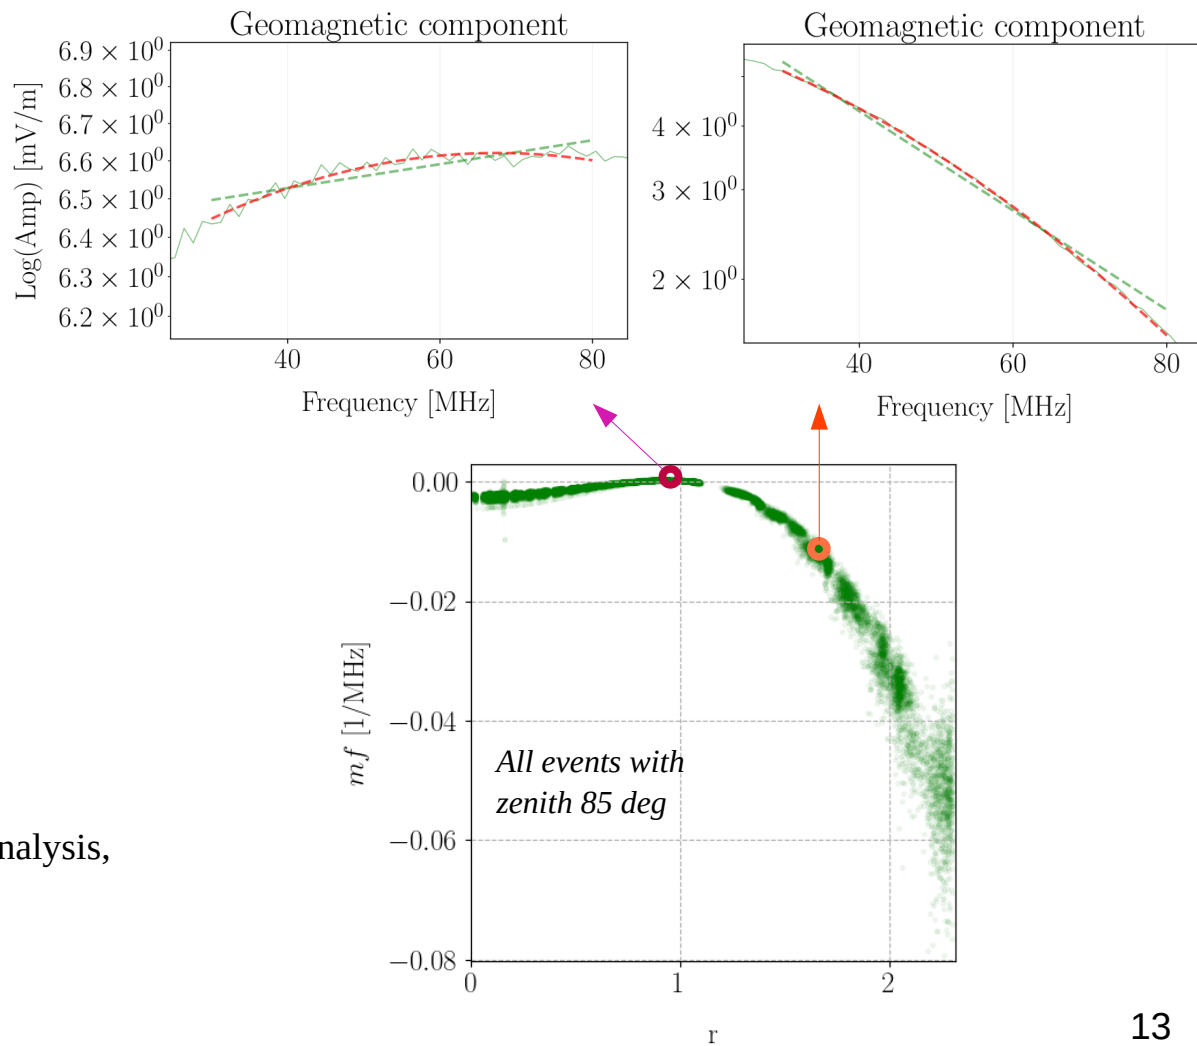 Geomagnetic component
Log(Amp) [mV/m]
6.9 × 10⁰
6.8 × 10⁰
6.7 × 10⁰
6.6 × 10⁰
6.5 × 10⁰
6.4 × 10⁰
6.3 × 10⁰
6.2 × 10⁰
40 60 80
Frequency [MHz]
Geomagnetic component
4 × 10⁰
3 × 10⁰
2 × 10⁰
40 60 80
Frequency [MHz]
mf [1/MHz]
0.00
−0.02
−0.04
−0.06
−0.08
All events with
zenith 85 deg
0 1 2
r
nalysis,
13